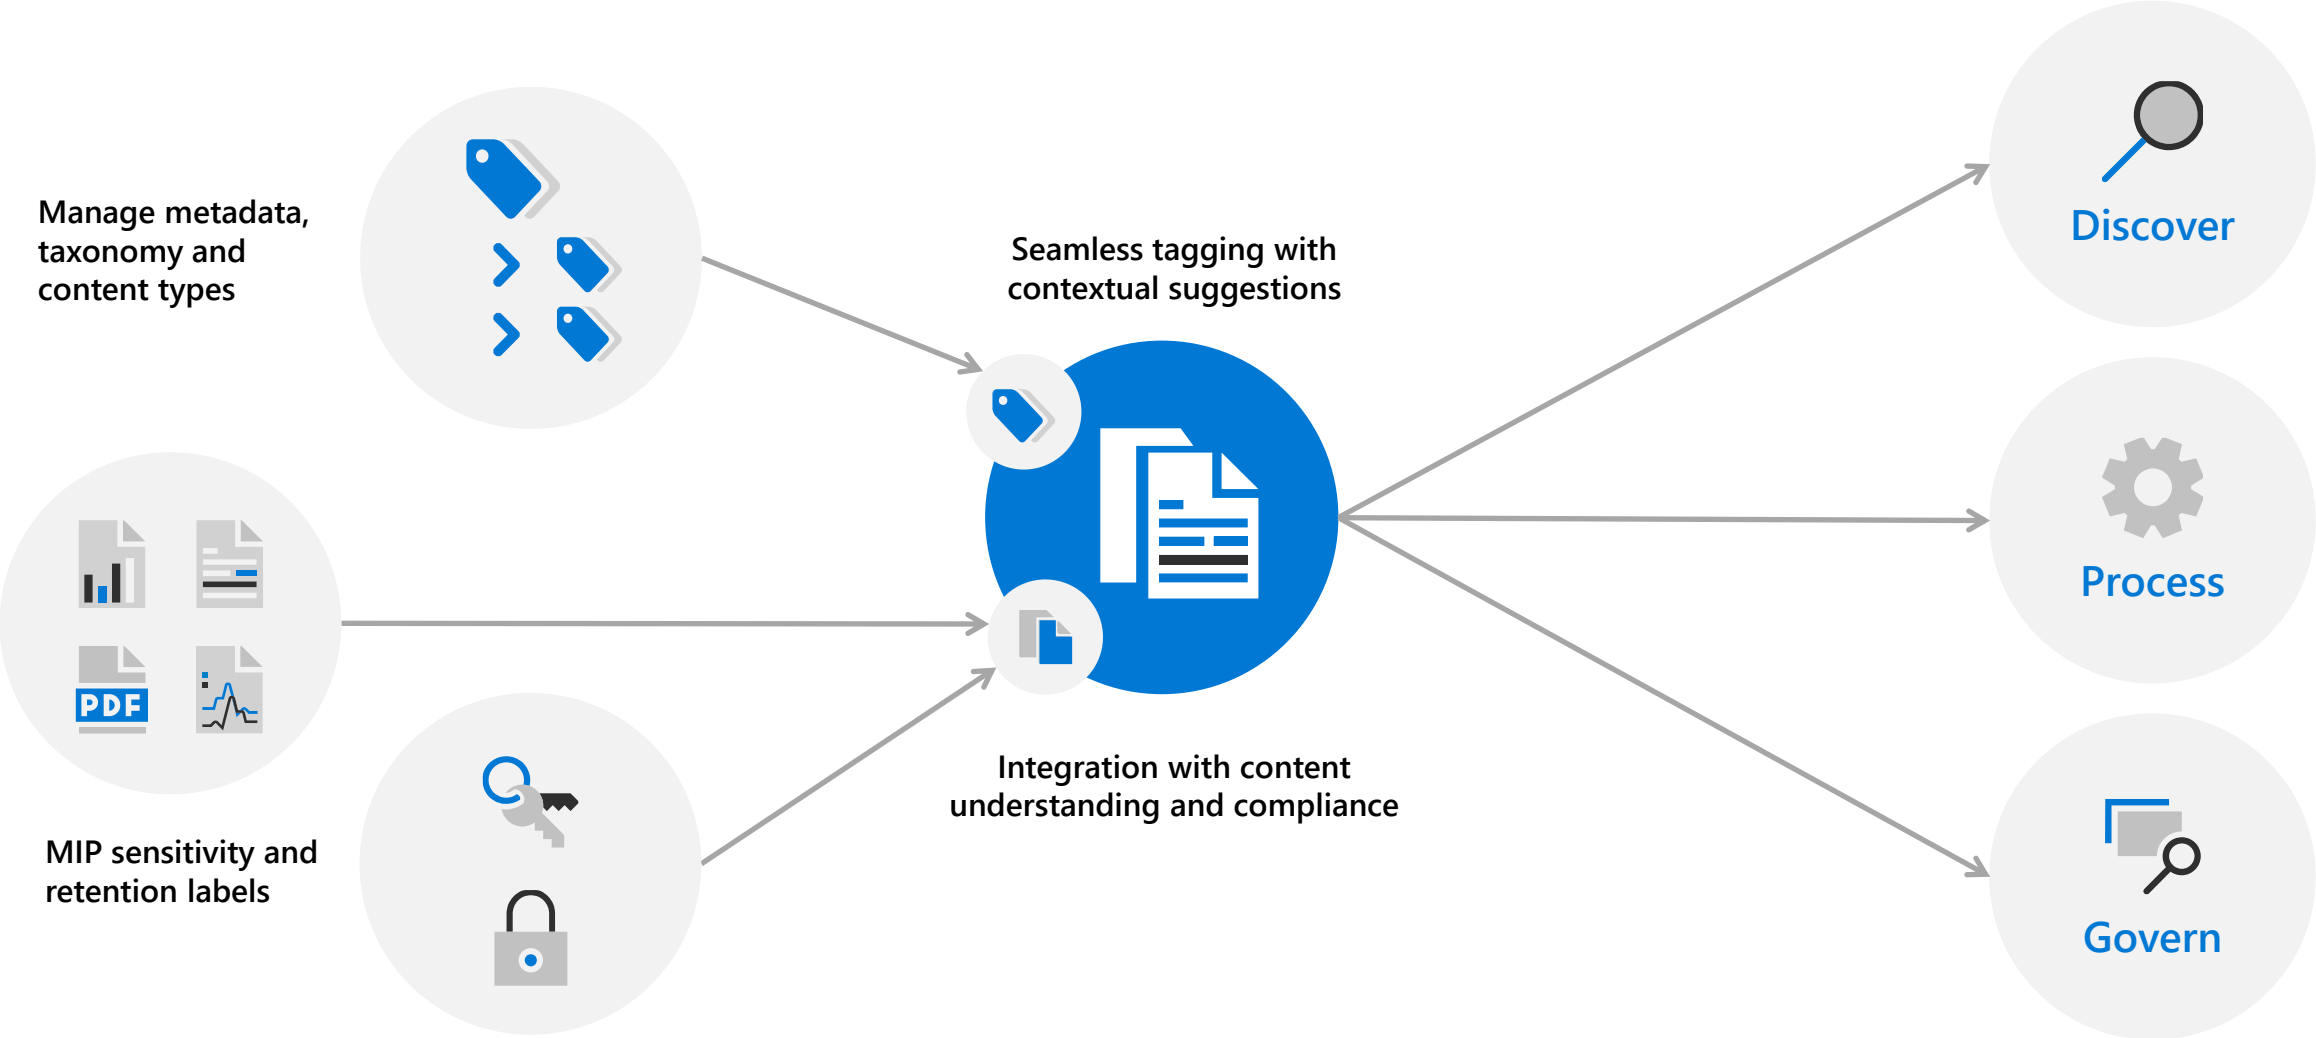 Manage metadata,
taxonomy and
content types
Seamless tagging with
contextual suggestions
PDF
MIP sensitivity and
retention labels
Integration with content
understanding and compliance
Discover
Process
Govern